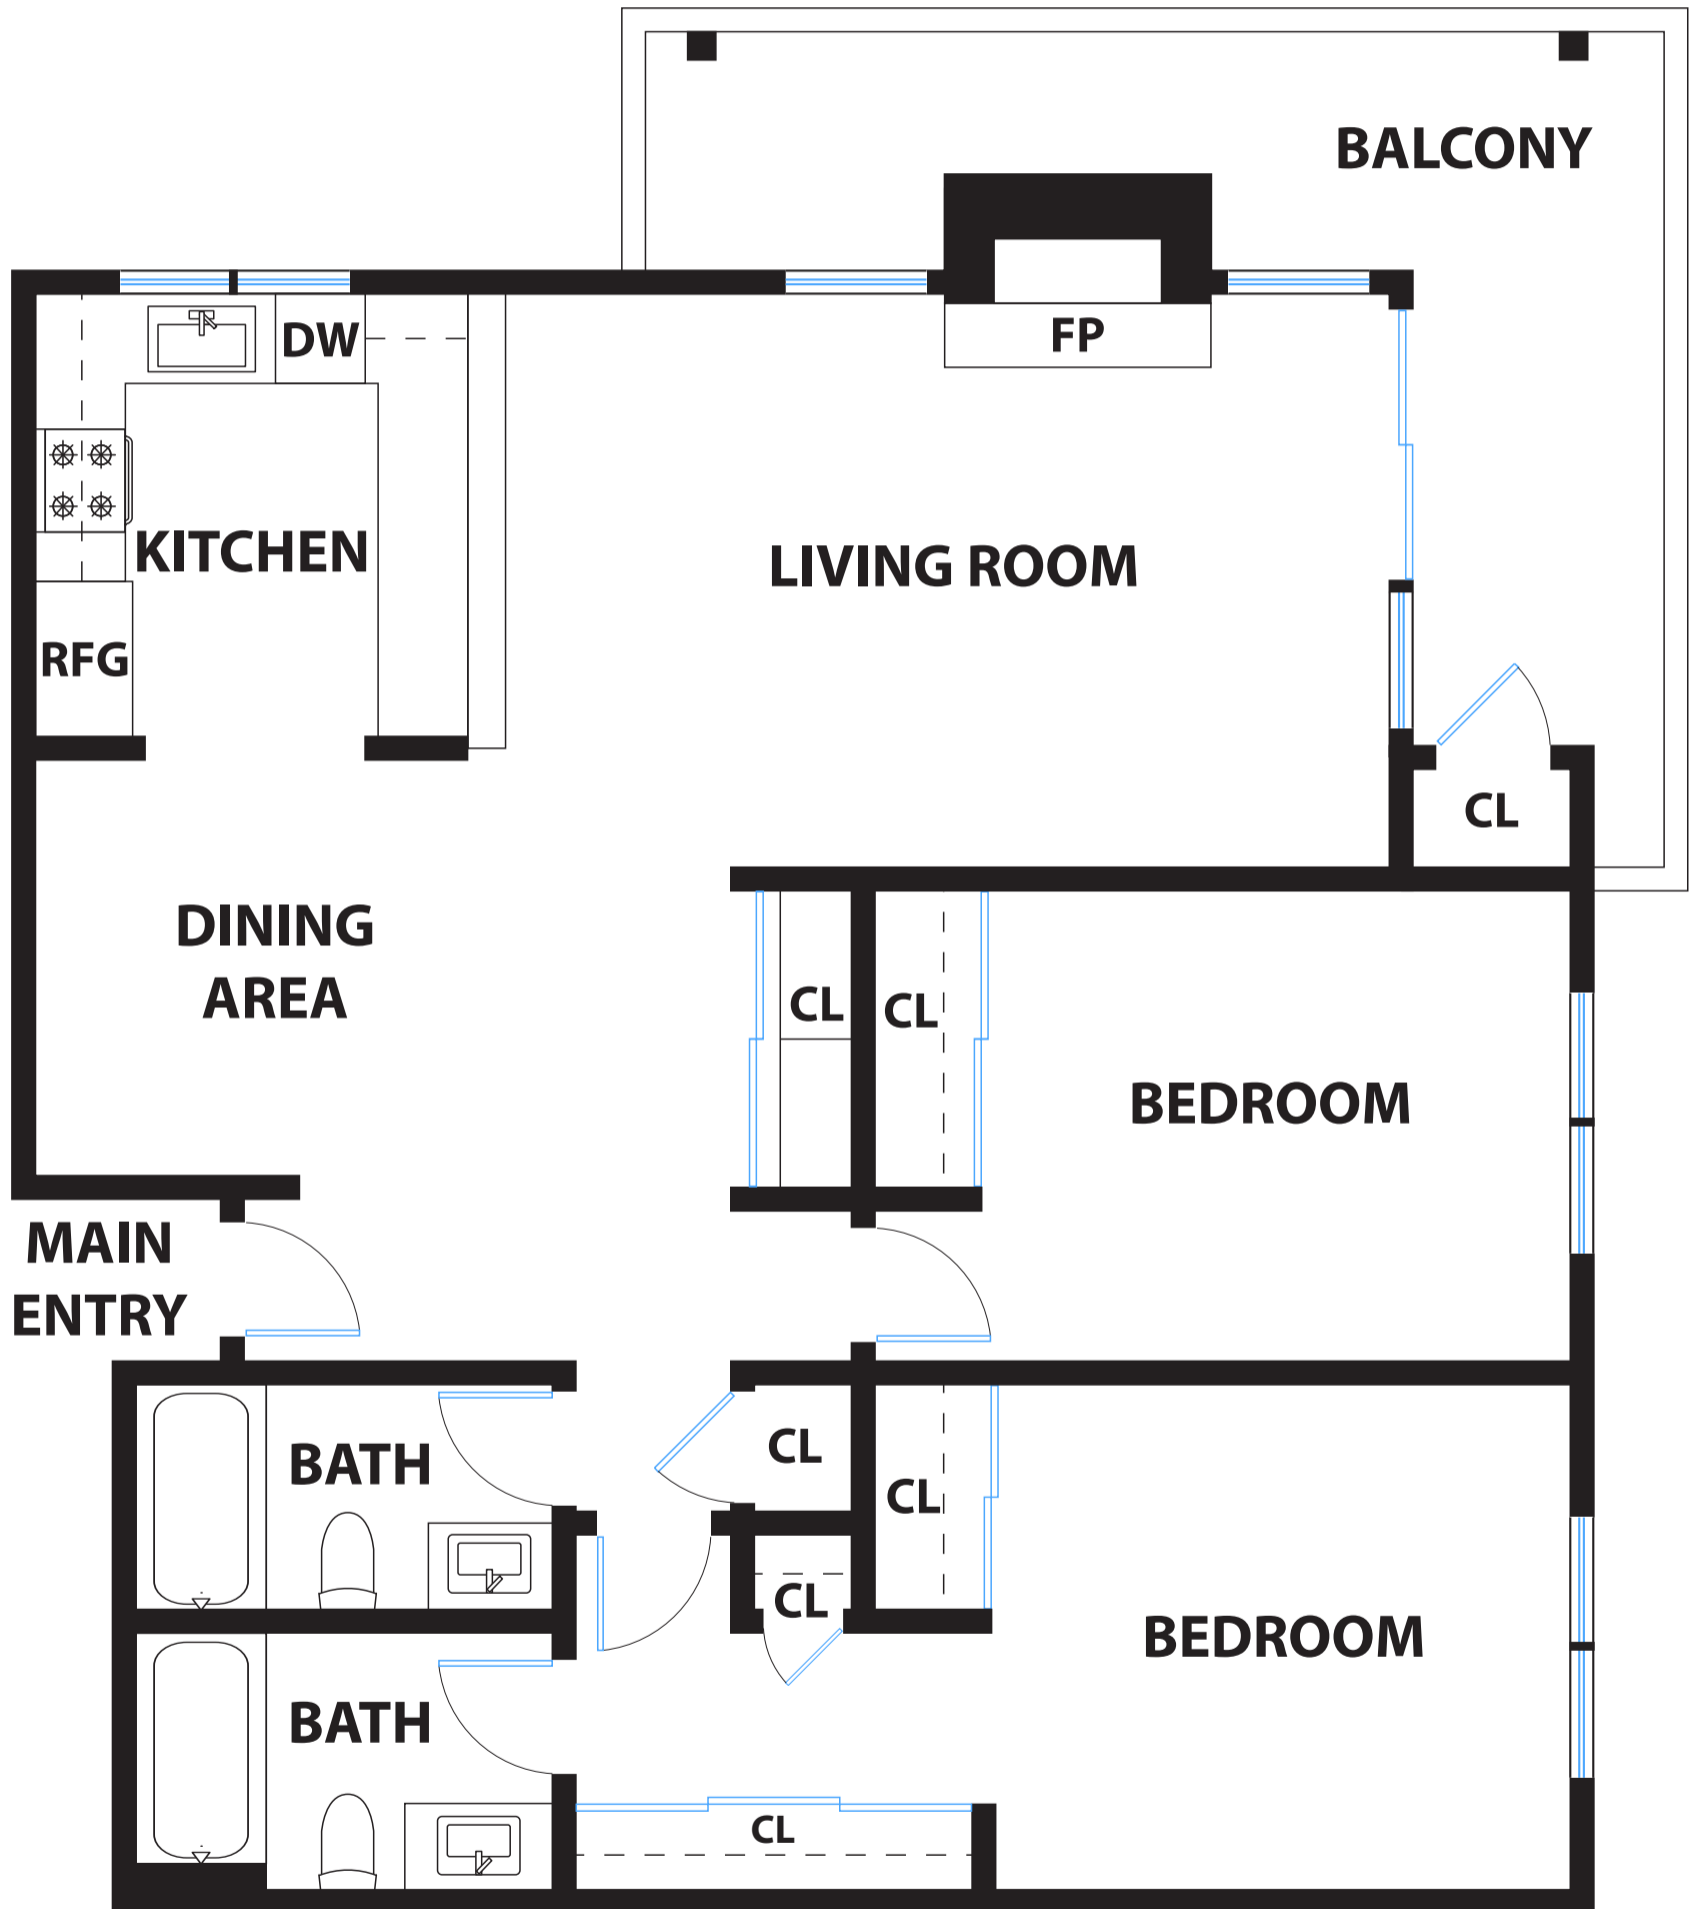 BALCONY
DW
FP
KITCHEN
LIVING ROOM
RFG
CL
DINING
AREA
CL
CL
BEDROOM
MAIN
ENTRY
BATH
CL
CL
CL
BEDROOM
BATH
CL